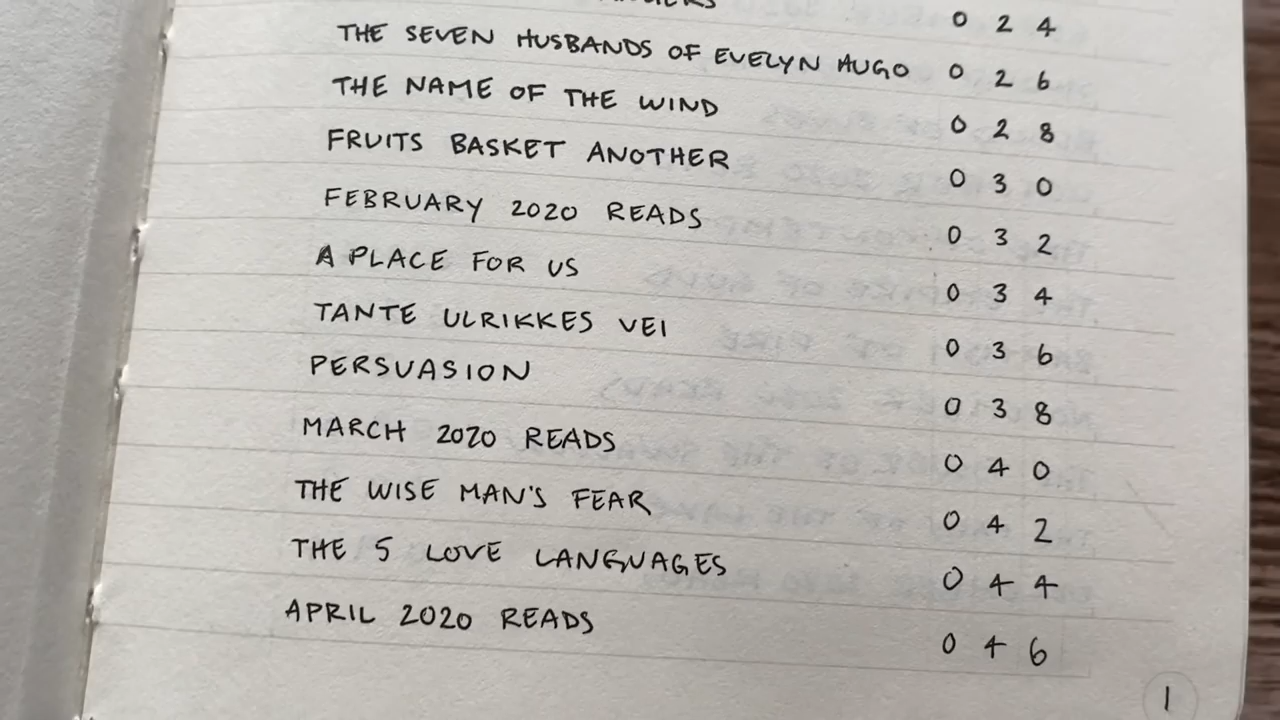 0 2 4
THE SEVEN HUSBANDS OF EVELYN HUGO 0 2 6
THE NAME OF THE WIND 0 2 8
FRUITS BASKET ANOTHER 0 3 0
FEBRUARY 2020 READS 0 3 2
A PLACE FOR US 0 3 4
TANTE ULRIKKES VEI 0 3 6
PERSUASION 0 3 8
MARCH 2020 READS 0 4 0
THE WISE MAN'S FEAR 0 4 2
THE 5 LOVE LANGUAGES 0 4 4
APRIL 2020 READS 0 4 6
1